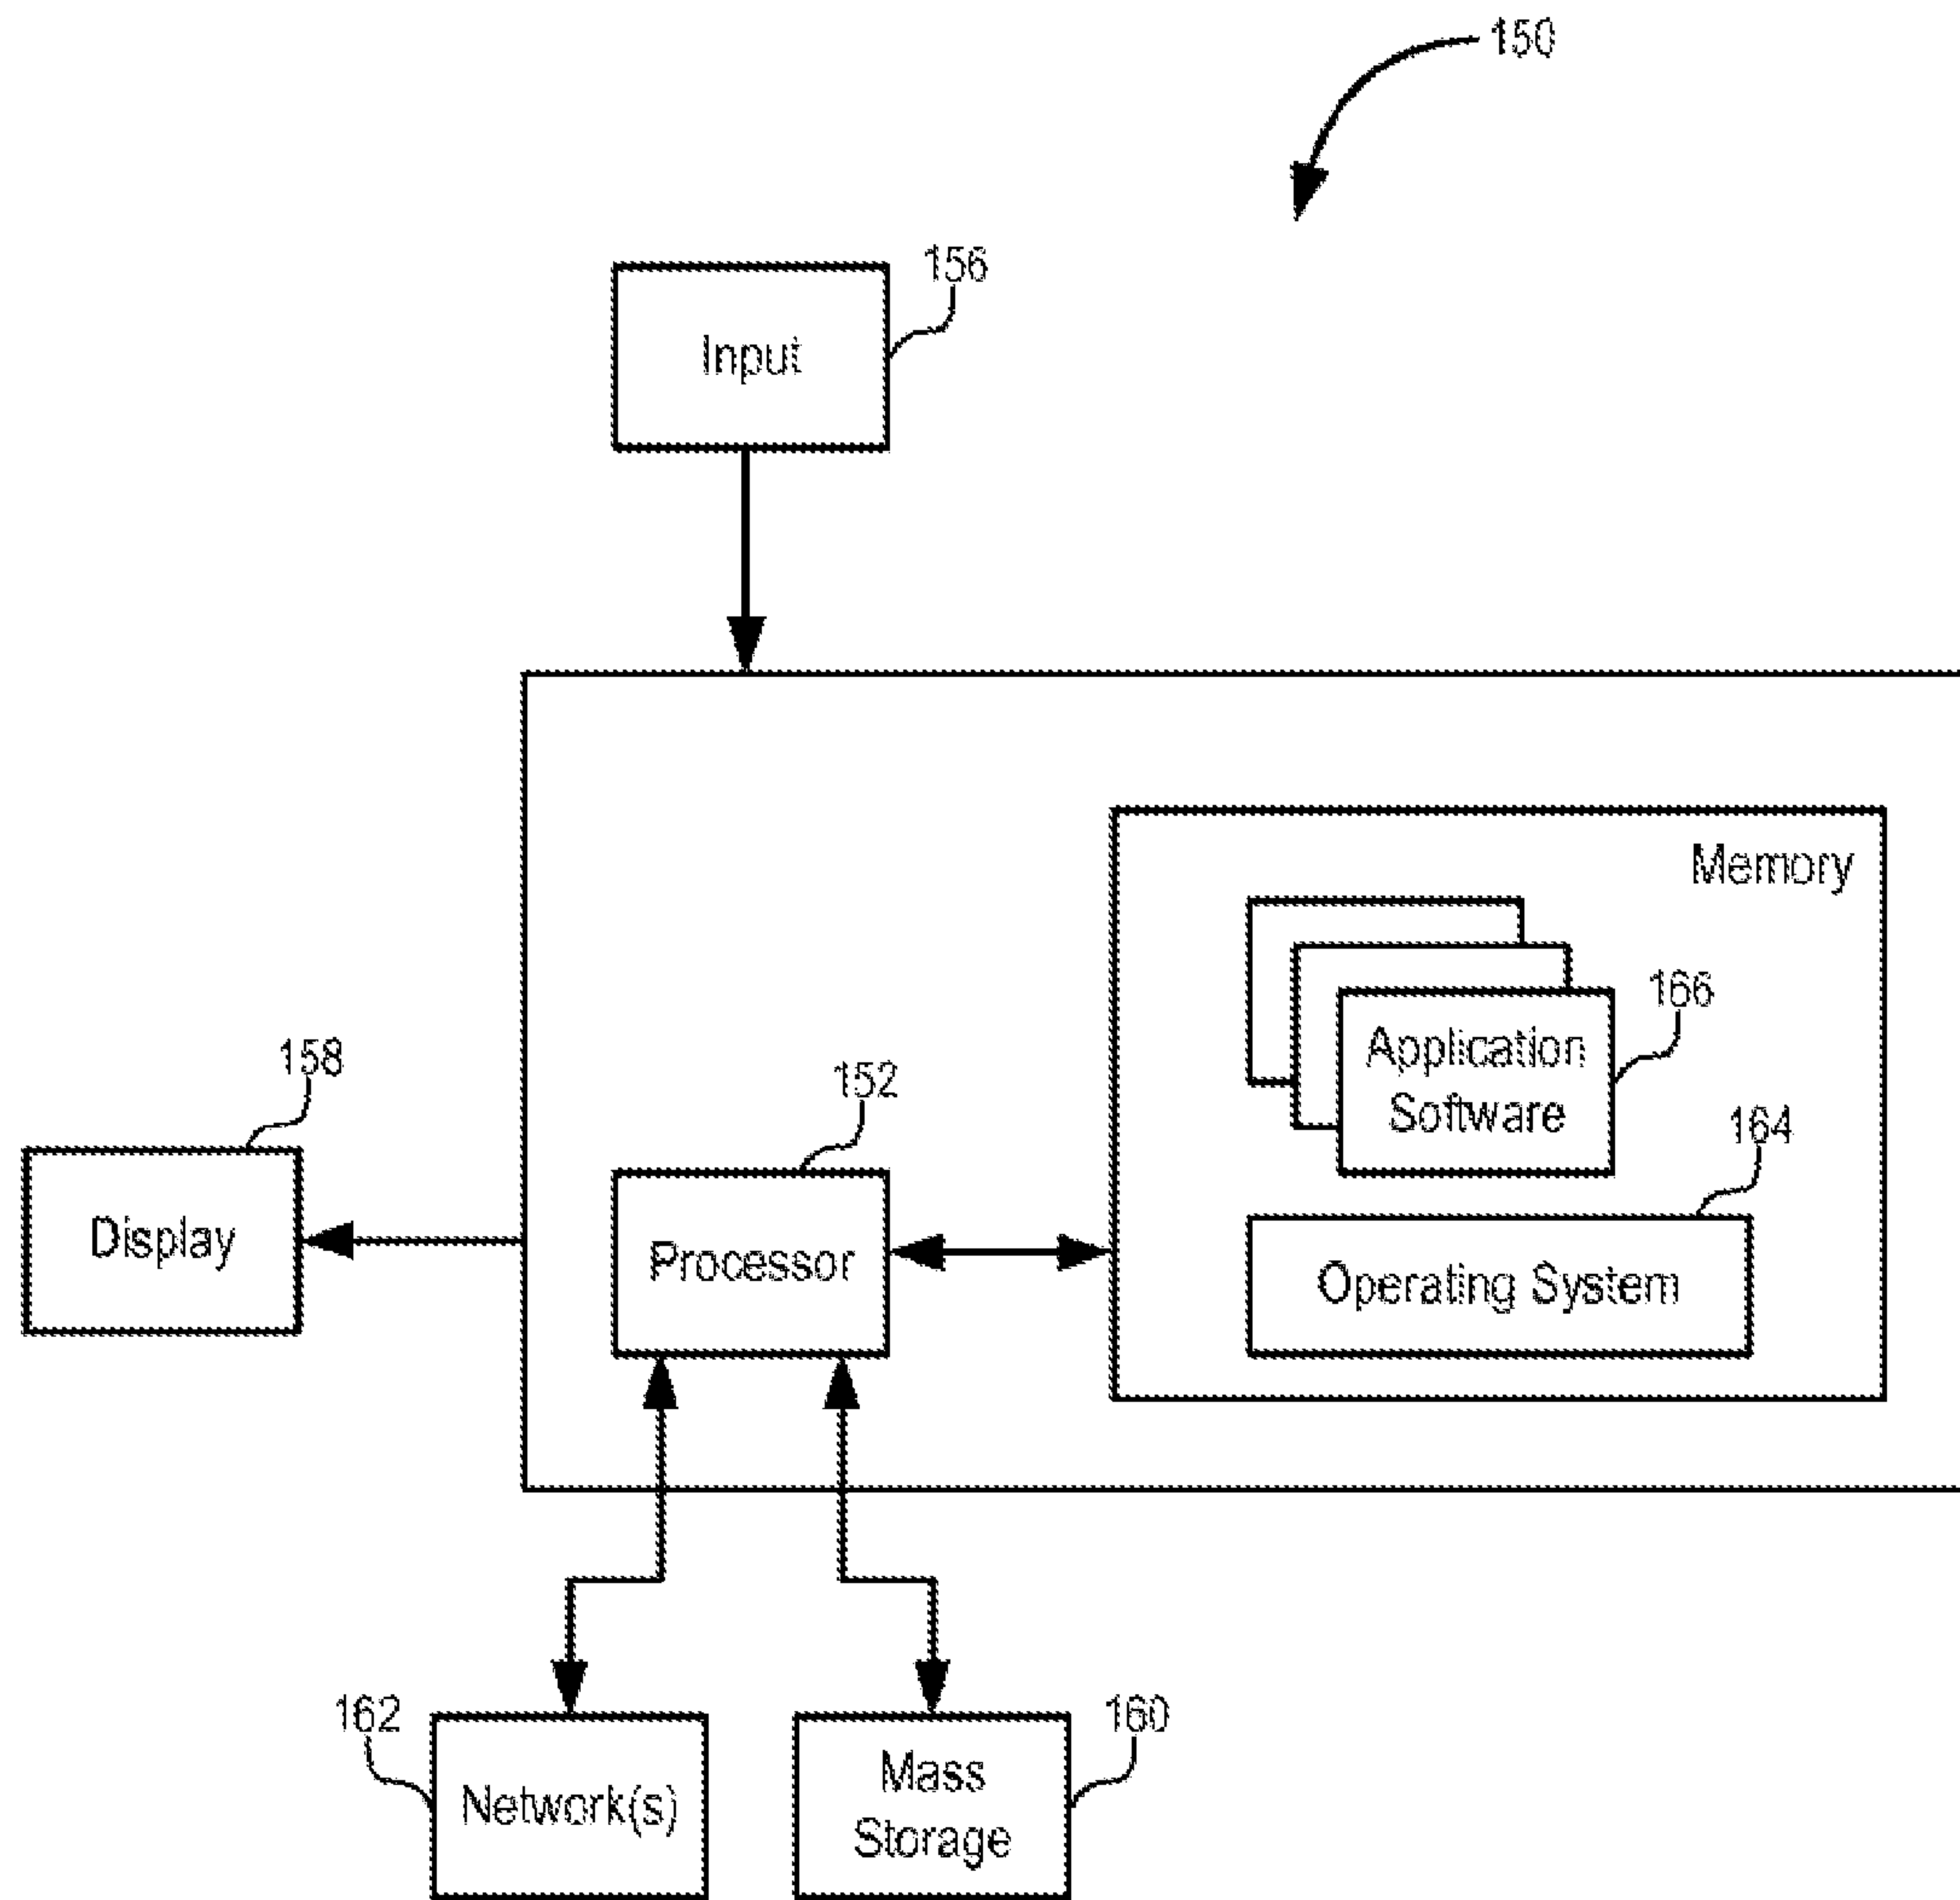 150
156
Input
Memory
166
Application
Software
158
152
164
Display
Processor
Operating System
162
160
Network(s)
Mass
Storage